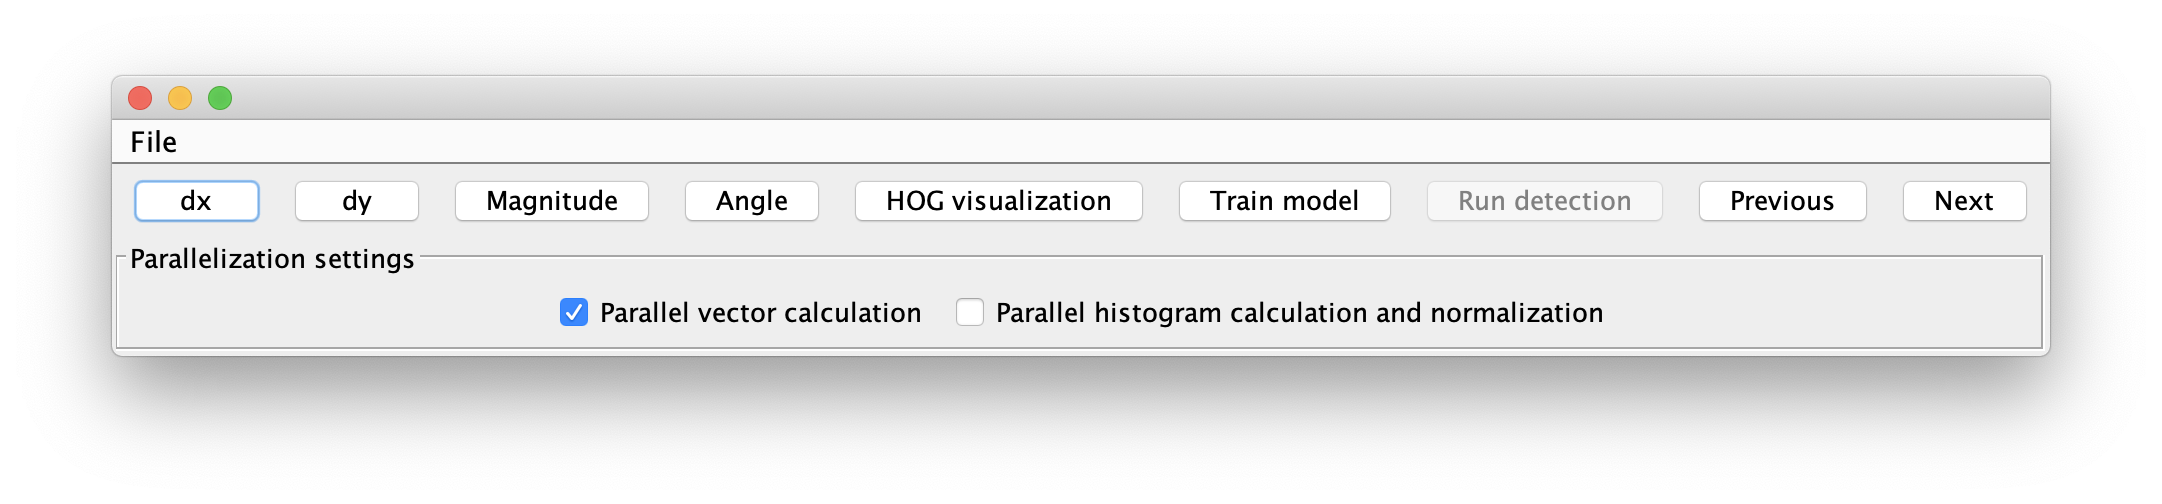 File
dx dy Magnitude Angle HOG visualization Train model Run detection Previous Next
Parallelization settings
Parallel vector calculation Parallel histogram calculation and normalization